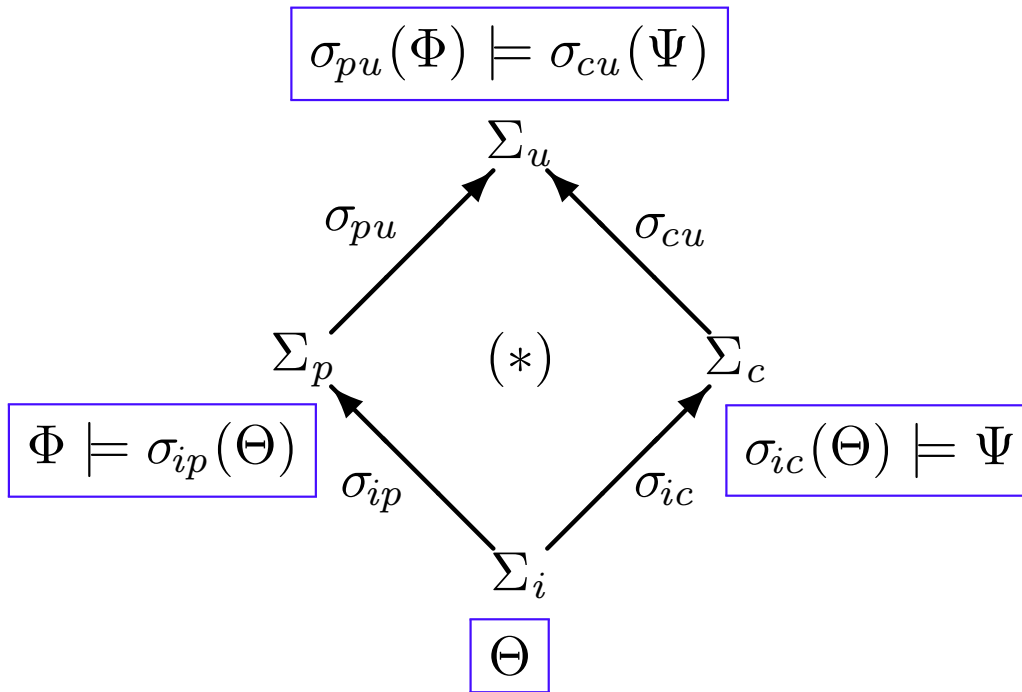 σ_pu(Φ) ⊨ σ_cu(Ψ)
Σ_u
σ_pu σ_cu
Σ_p (∗) Σ_c
Φ ⊨ σ_ip(Θ) σ_ic(Θ) ⊨ Ψ
σ_ip σ_ic
Σ_i
Θ